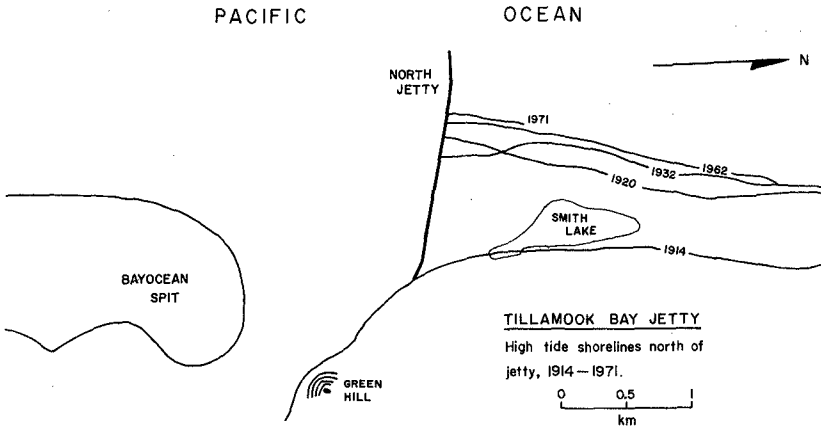 PACIFIC OCEAN
NORTH
JETTY
N
1971
1962
1932
1920
SMITH
LAKE
1914
BAYOCEAN
SPIT
TILLAMOOK BAY JETTY
High tide shorelines north of
jetty, 1914—1971.
GREEN
HILL
0 0.5 1
km